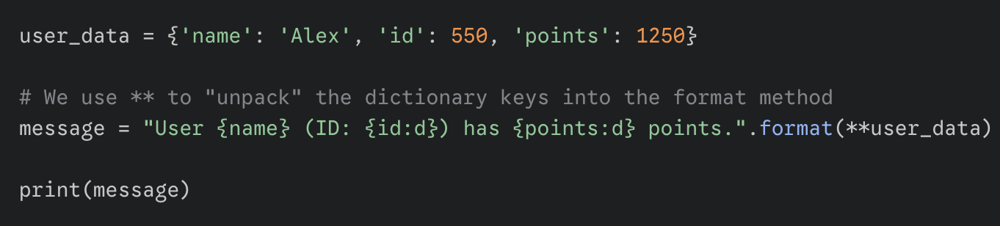 user_data = {'name': 'Alex', 'id': 550, 'points': 1250}
# We use ** to "unpack" the dictionary keys into the format method
message = "User {name} (ID: {id:d}) has {points:d} points.".format(**user_data)
print(message)